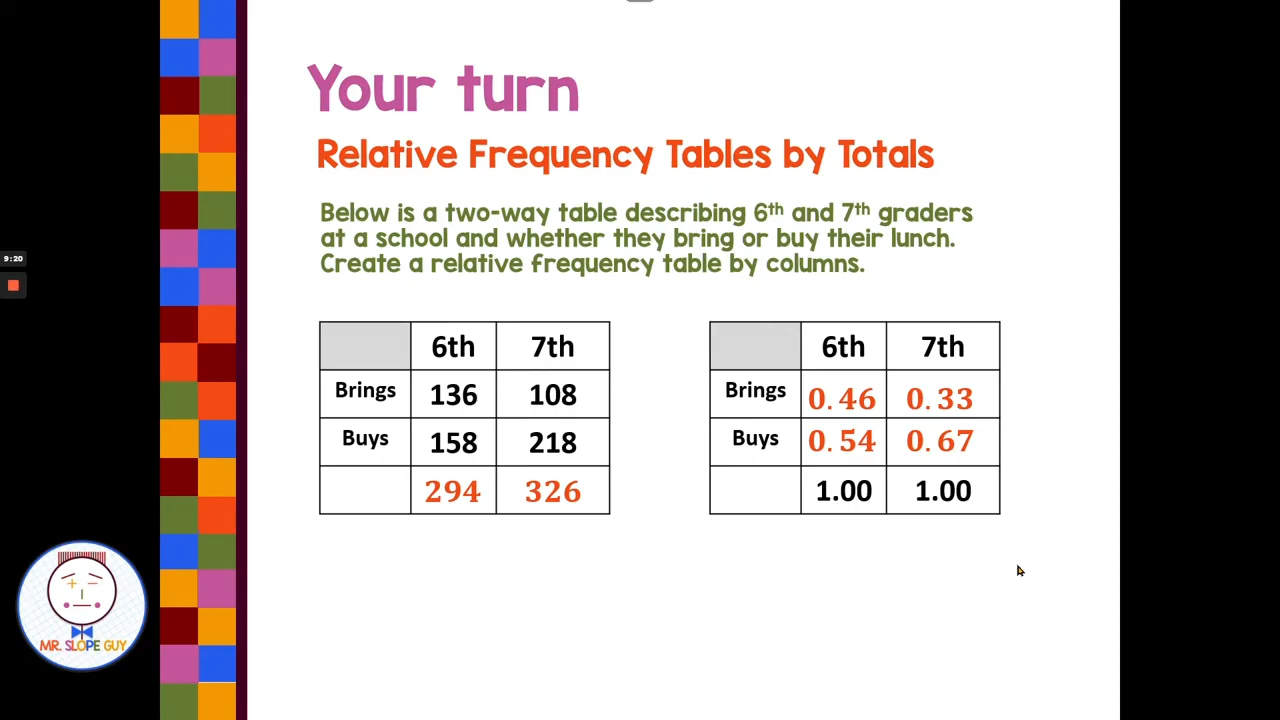 Your turn
Relative Frequency Tables by Totals
Below is a two-way table describing 6th and 7th graders
at a school and whether they bring or buy their lunch.
Create a relative frequency table by columns.
9:20
6th 7th
Brings 136 108
Buys 158 218
294 326
6th 7th
Brings 0.46 0.33
Buys 0.54 0.67
1.00 1.00
MR. SLOPE GUY